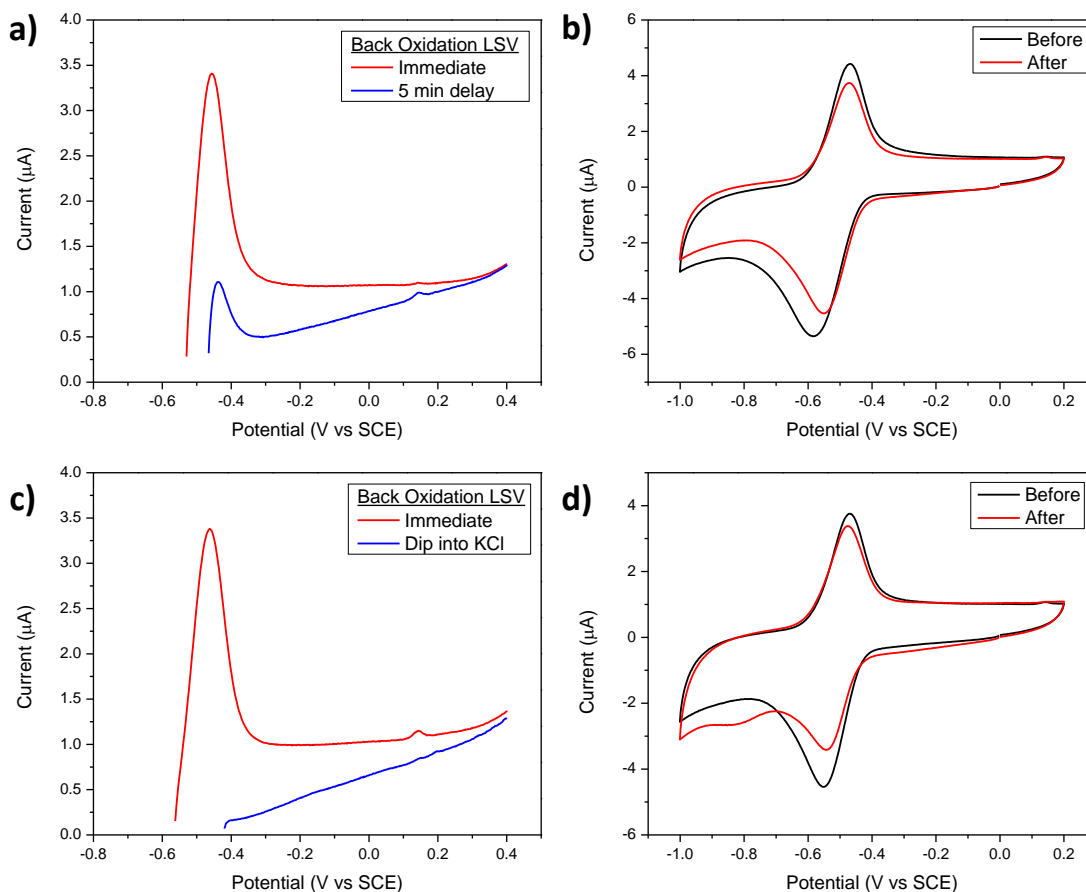 a)
4.0
3.5
3.0
2.5
2.0
1.5
1.0
0.5
0.0
Current (μA)
Back Oxidation LSV
Immediate
5 min delay
-0.8 -0.6 -0.4 -0.2 0.0 0.2 0.4
Potential (V vs SCE)
b)
6
4
2
0
-2
-4
-6
Current (μA)
Before
After
-1.0 -0.8 -0.6 -0.4 -0.2 0.0 0.2
Potential (V vs SCE)
c)
4.0
3.5
3.0
2.5
2.0
1.5
1.0
0.5
0.0
Current (μA)
Back Oxidation LSV
Immediate
Dip into KCl
-0.8 -0.6 -0.4 -0.2 0.0 0.2 0.4
Potential (V vs SCE)
d)
4
2
0
-2
-4
-6
Current (μA)
Before
After
-1.0 -0.8 -0.6 -0.4 -0.2 0.0 0.2
Potential (V vs SCE)